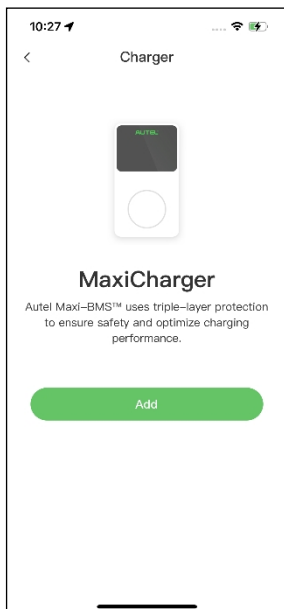 10:27
Charger
AUTEL
MaxiCharger
Autel Maxi-BMS™ uses triple-layer protection
to ensure safety and optimize charging
performance.
Add